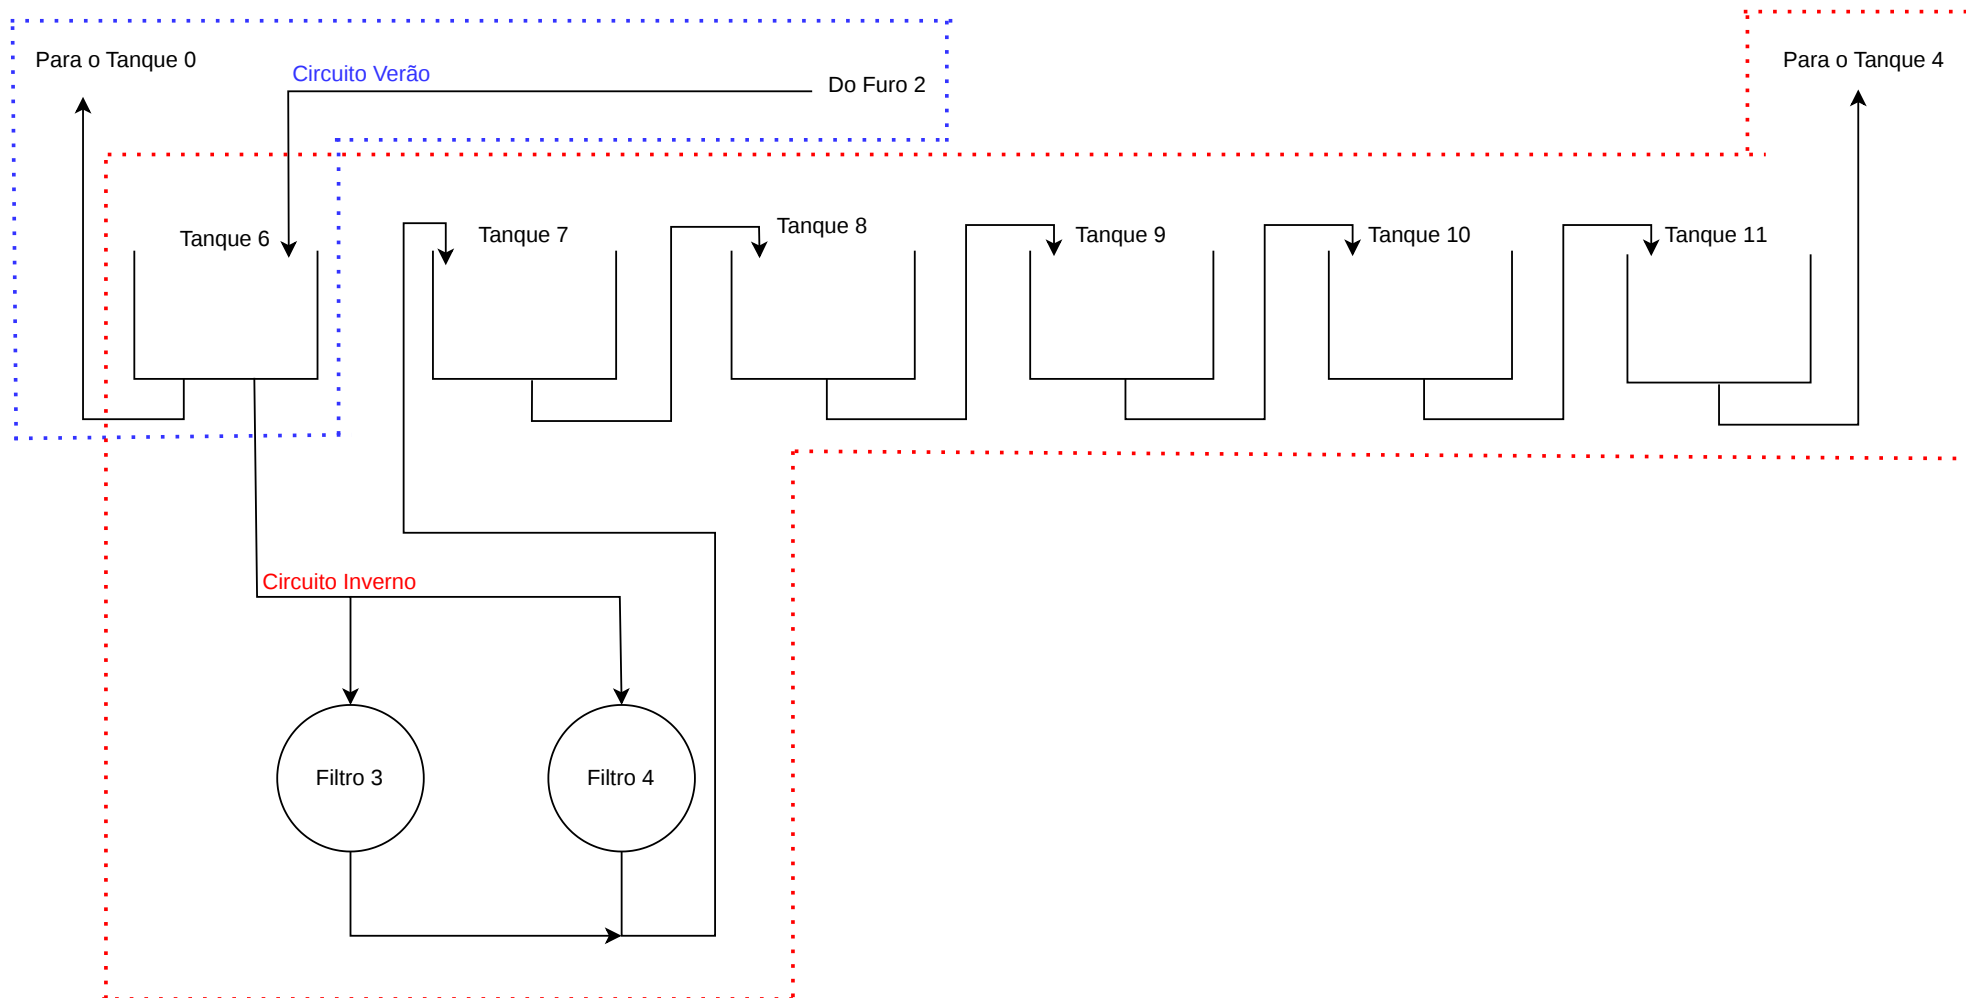 Para o Tanque 0
Circuito Verão
Do Furo 2
Para o Tanque 4
Tanque 6
Tanque 7
Tanque 8
Tanque 9
Tanque 10
Tanque 11
Circuito Inverno
Filtro 3
Filtro 4